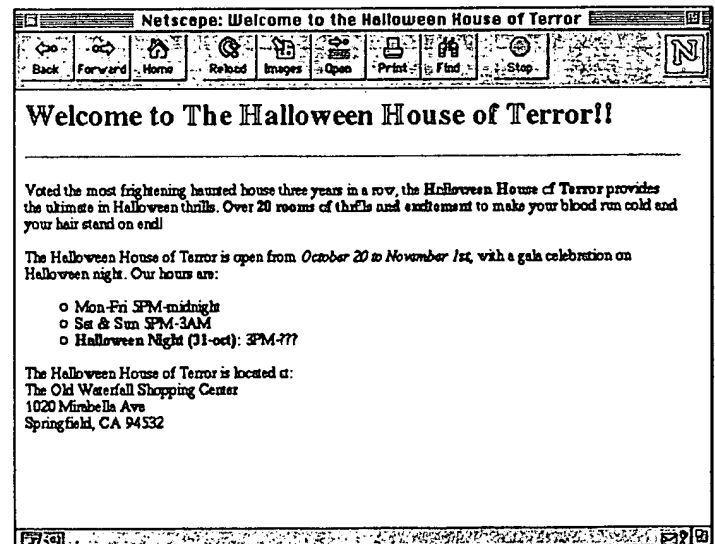 Netscape: Welcome to the Halloween House of Terror
Back Forward Home Reload Images Open Print Find Stop N
Welcome to The Halloween House of Terror!!
Voted the most frightening haunted house three years in a row, the Halloween House of Terror provides
the ultimate in Halloween thrills. Over 20 rooms of thrills and excitement to make your blood run cold and
your hair stand on end!
The Halloween House of Terror is open from October 20 to November 1st, with a gala celebration on
Halloween night. Our hours are:
Mon-Fri 5PM-midnight
Sat & Sun 5PM-3AM
Halloween Night (31-oct): 3PM-???
The Halloween House of Terror is located at:
The Old Waterfall Shopping Center
1020 Mirabella Ave
Springfield, CA 94532